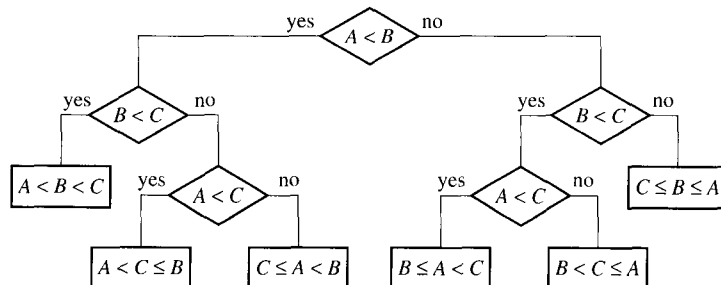 yes A < B no
yes B < C no yes B < C no
A < B < C yes A < C no yes A < C no C ≤ B ≤ A
A < C ≤ B C ≤ A < B B ≤ A < C B < C ≤ A